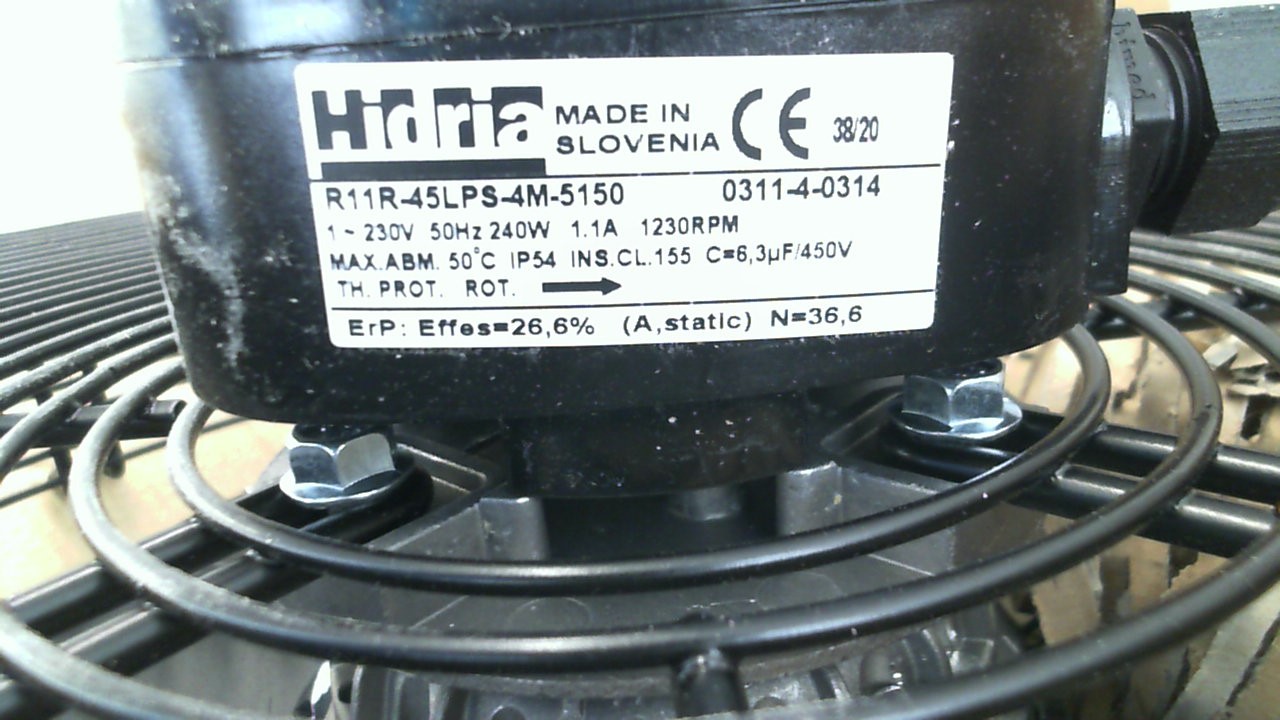 Hidria MADE IN SLOVENIA CE 38/20
R11R-45LPS-4M-5150 0311-4-0314
1~ 230V 50Hz 240W 1.1A 1230RPM
MAX.ABM. 50°C IP54 INS.CL.155 C=6,3µF/450V
TH. PROT. ROT.
ErP: Effes=26,6% (A,static) N=36,6